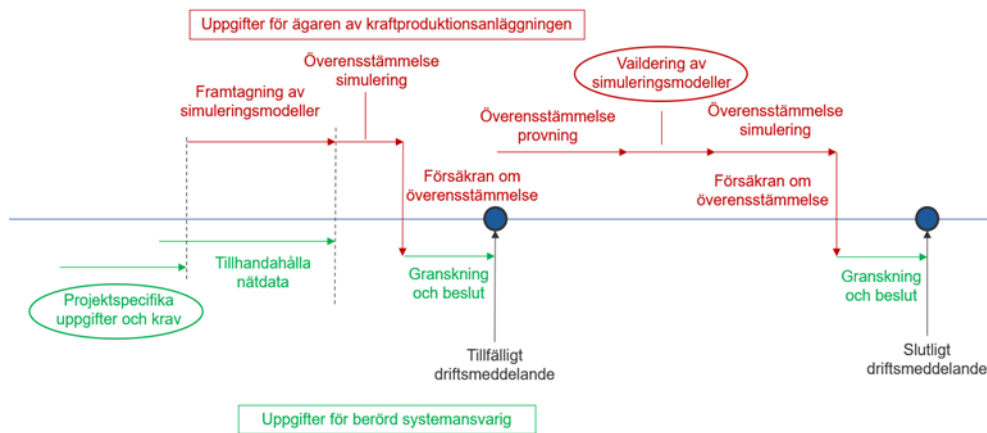 Uppgifter för ägaren av kraftproduktionsanläggningen
Överensstämmelse
simulering
Framtagning av
simuleringsmodeller
Vaildering av
simuleringsmodeller
Överensstämmelse
provning
Överensstämmelse
simulering
Försäkran om
överensstämmelse
Försäkran om
överensstämmelse
Tillhandahålla
nätdata
Projektspecifika
uppgifter och krav
Granskning
och beslut
Granskning
och beslut
Tillfälligt
driftsmeddelande
Slutligt
driftsmeddelande
Uppgifter för berörd systemansvarig